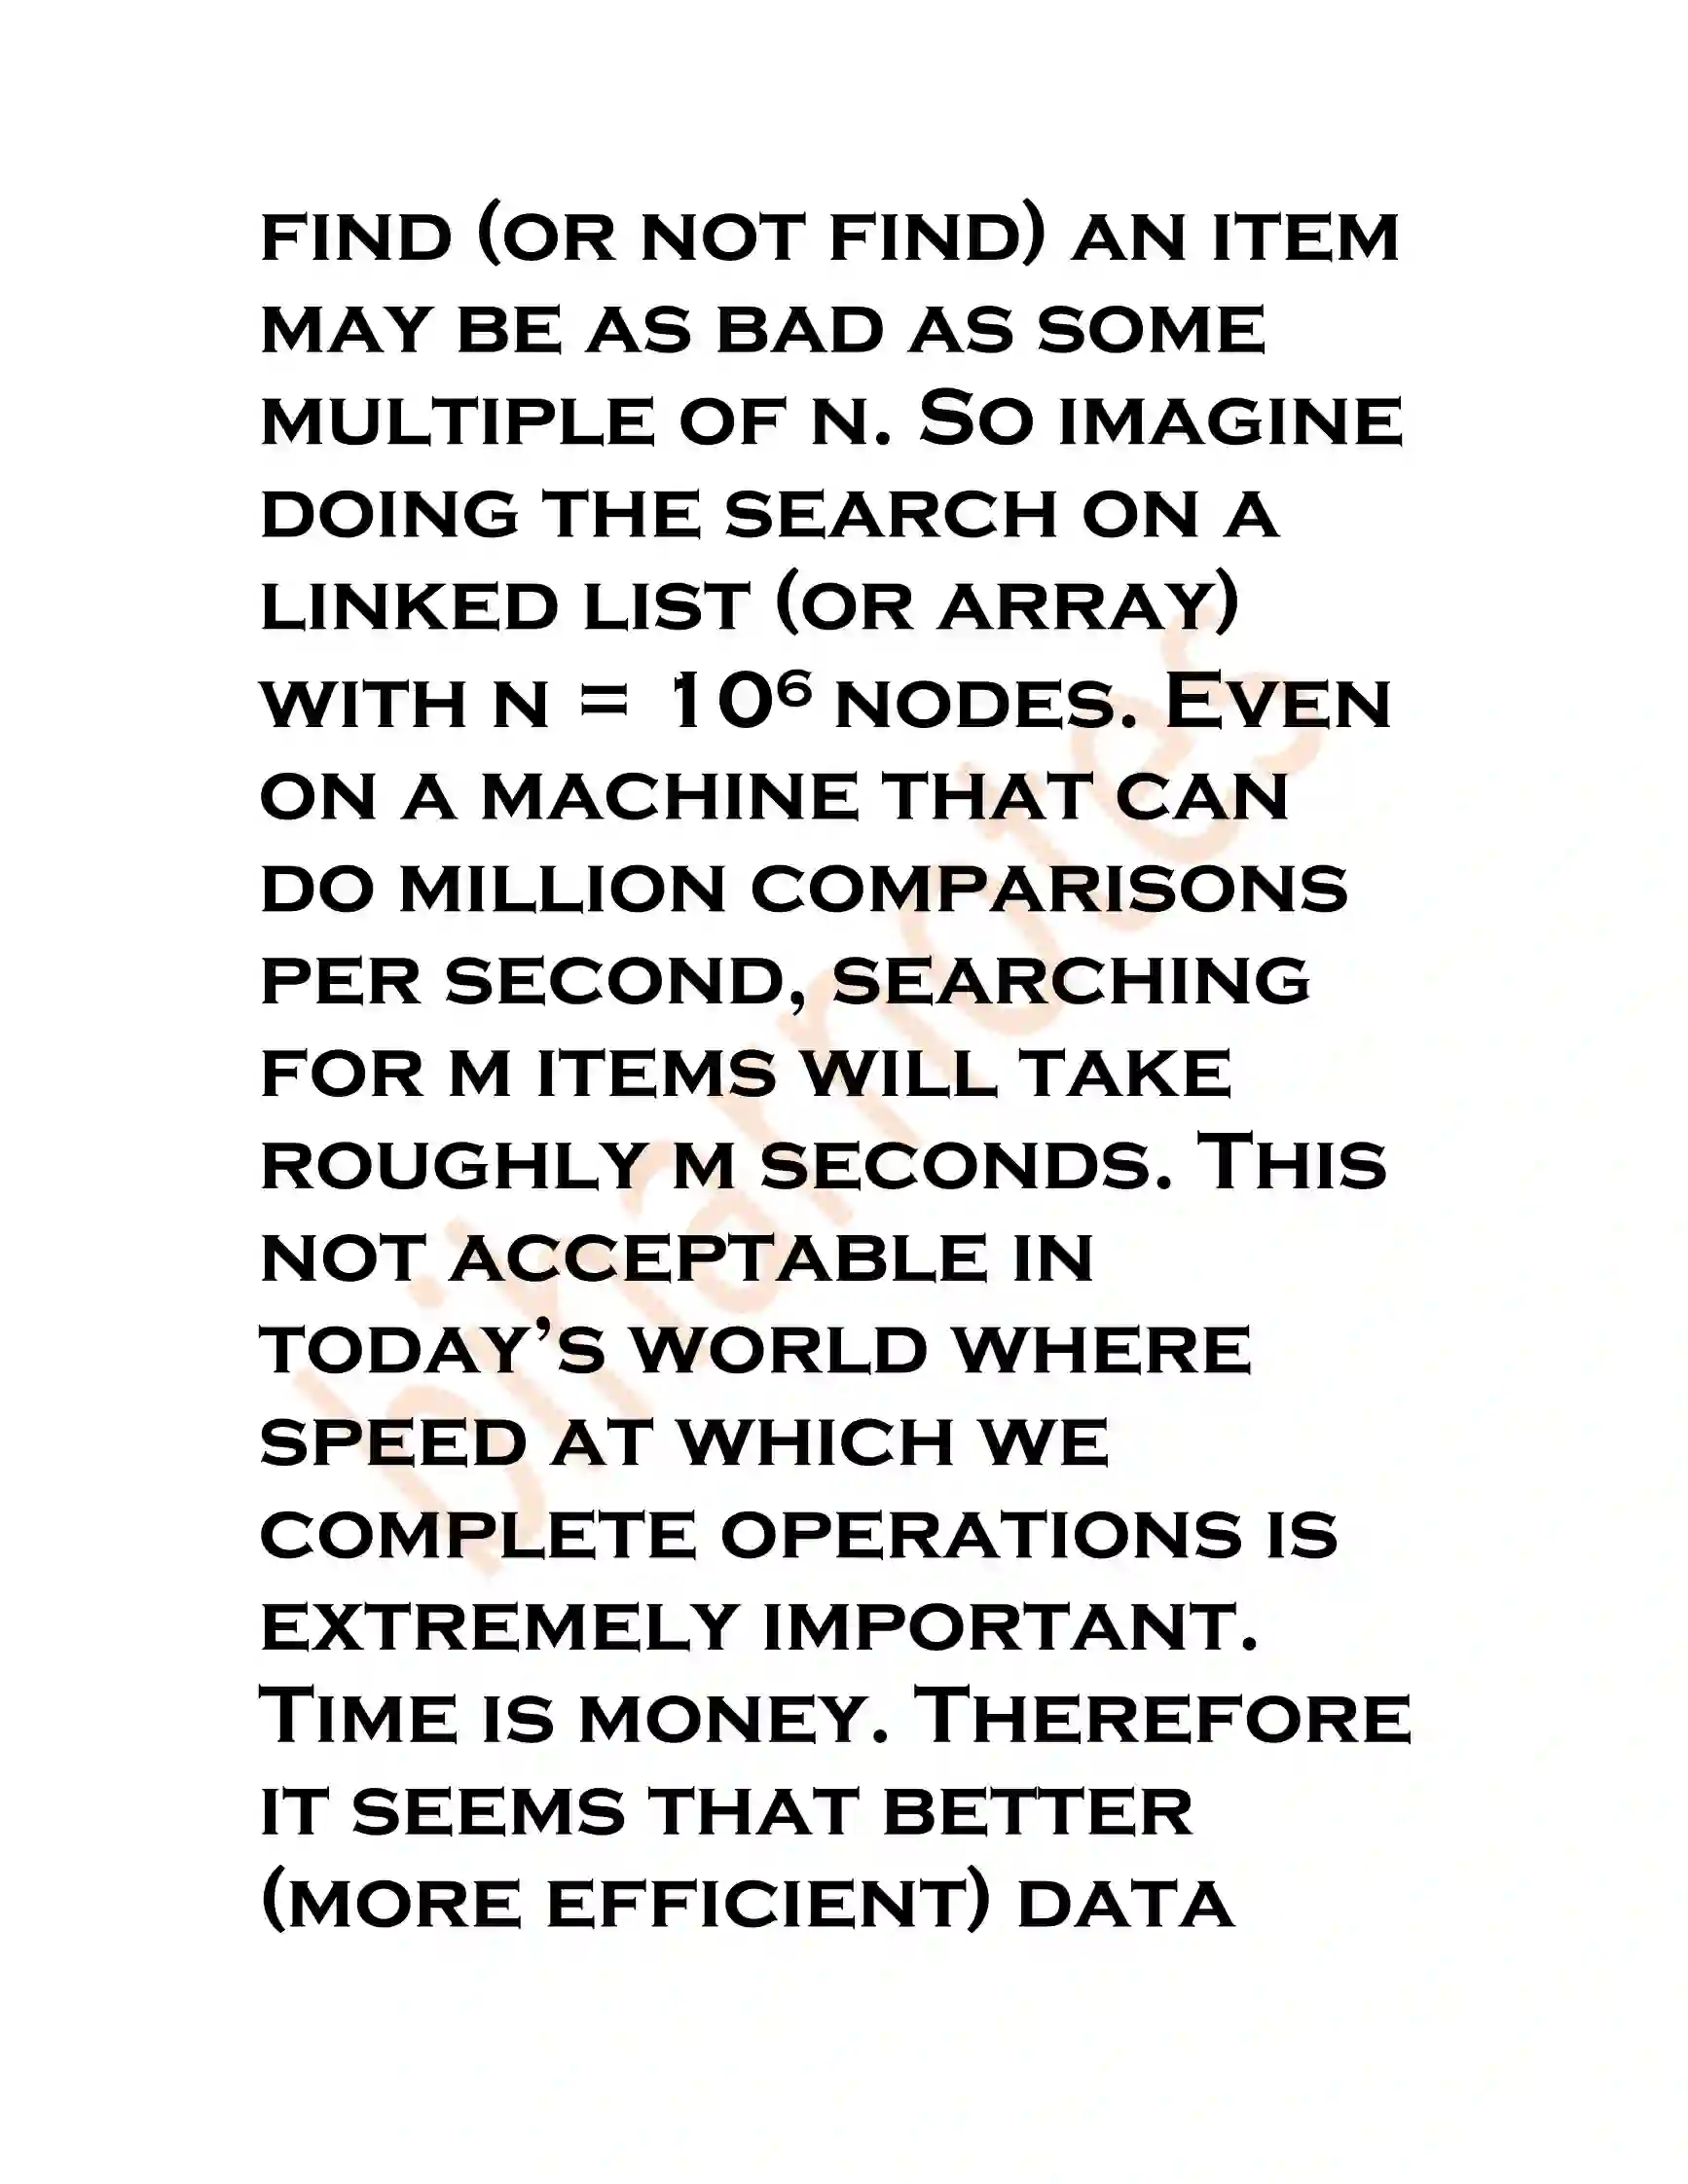 FIND (OR NOT FIND) AN ITEM
MAY BE AS BAD AS SOME
MULTIPLE OF N. SO IMAGINE
DOING THE SEARCH ON A
LINKED LIST (OR ARRAY)
WITH N = 10⁶ NODES. EVEN
ON A MACHINE THAT CAN
DO MILLION COMPARISONS
PER SECOND, SEARCHING
FOR M ITEMS WILL TAKE
ROUGHLY M SECONDS. THIS
NOT ACCEPTABLE IN
TODAY’S WORLD WHERE
SPEED AT WHICH WE
COMPLETE OPERATIONS IS
EXTREMELY IMPORTANT.
TIME IS MONEY. THEREFORE
IT SEEMS THAT BETTER
(MORE EFFICIENT) DATA